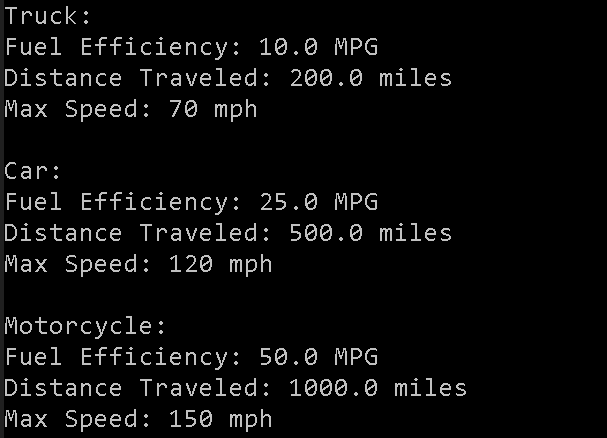 Truck:
Fuel Efficiency: 10.0 MPG
Distance Traveled: 200.0 miles
Max Speed: 70 mph
Car:
Fuel Efficiency: 25.0 MPG
Distance Traveled: 500.0 miles
Max Speed: 120 mph
Motorcycle:
Fuel Efficiency: 50.0 MPG
Distance Traveled: 1000.0 miles
Max Speed: 150 mph